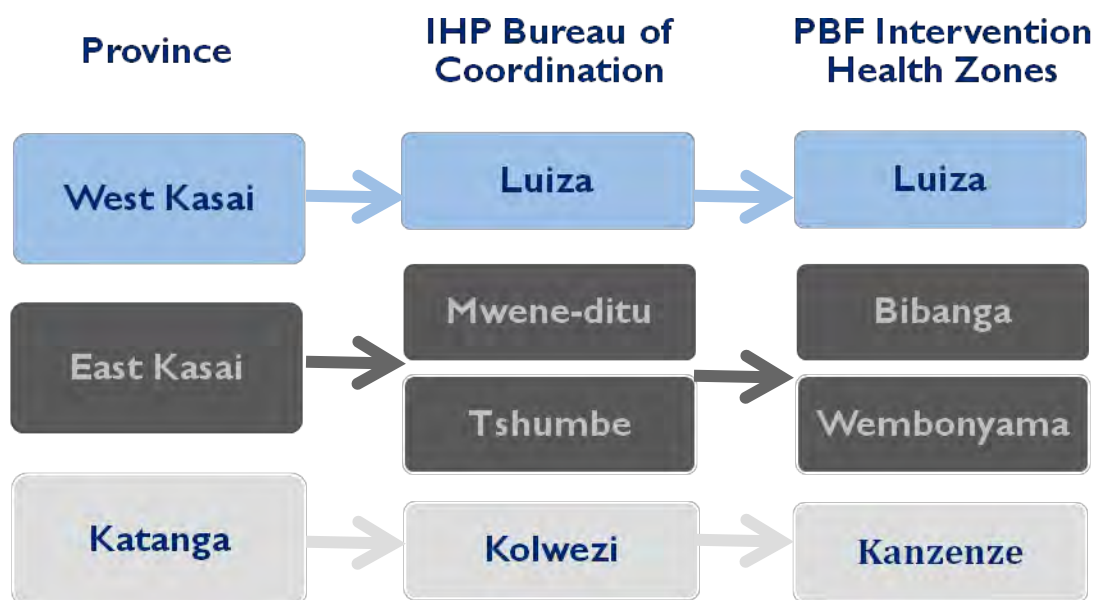 Province
IHP Bureau of
Coordination
PBF Intervention
Health Zones
West Kasai
Luiza
Luiza
East Kasai
Mwene-ditu
Tshumbe
Bibanga
Wembonyama
Katanga
Kolwezi
Kanzenze